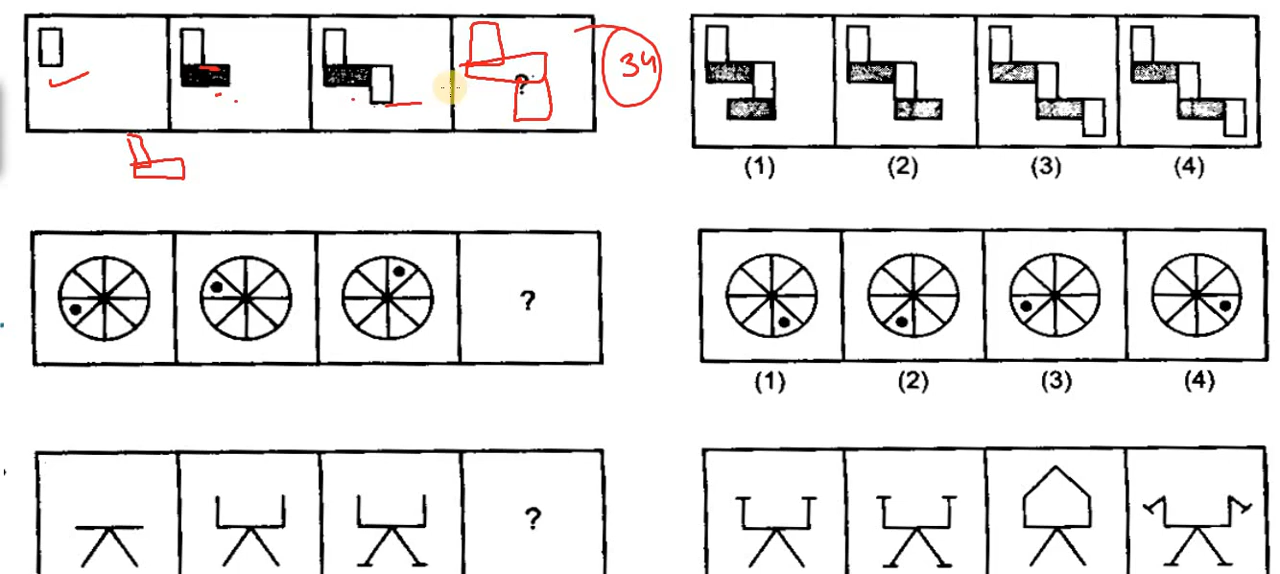 ?
34
(1) (2) (3) (4)
?
(1) (2) (3) (4)
?